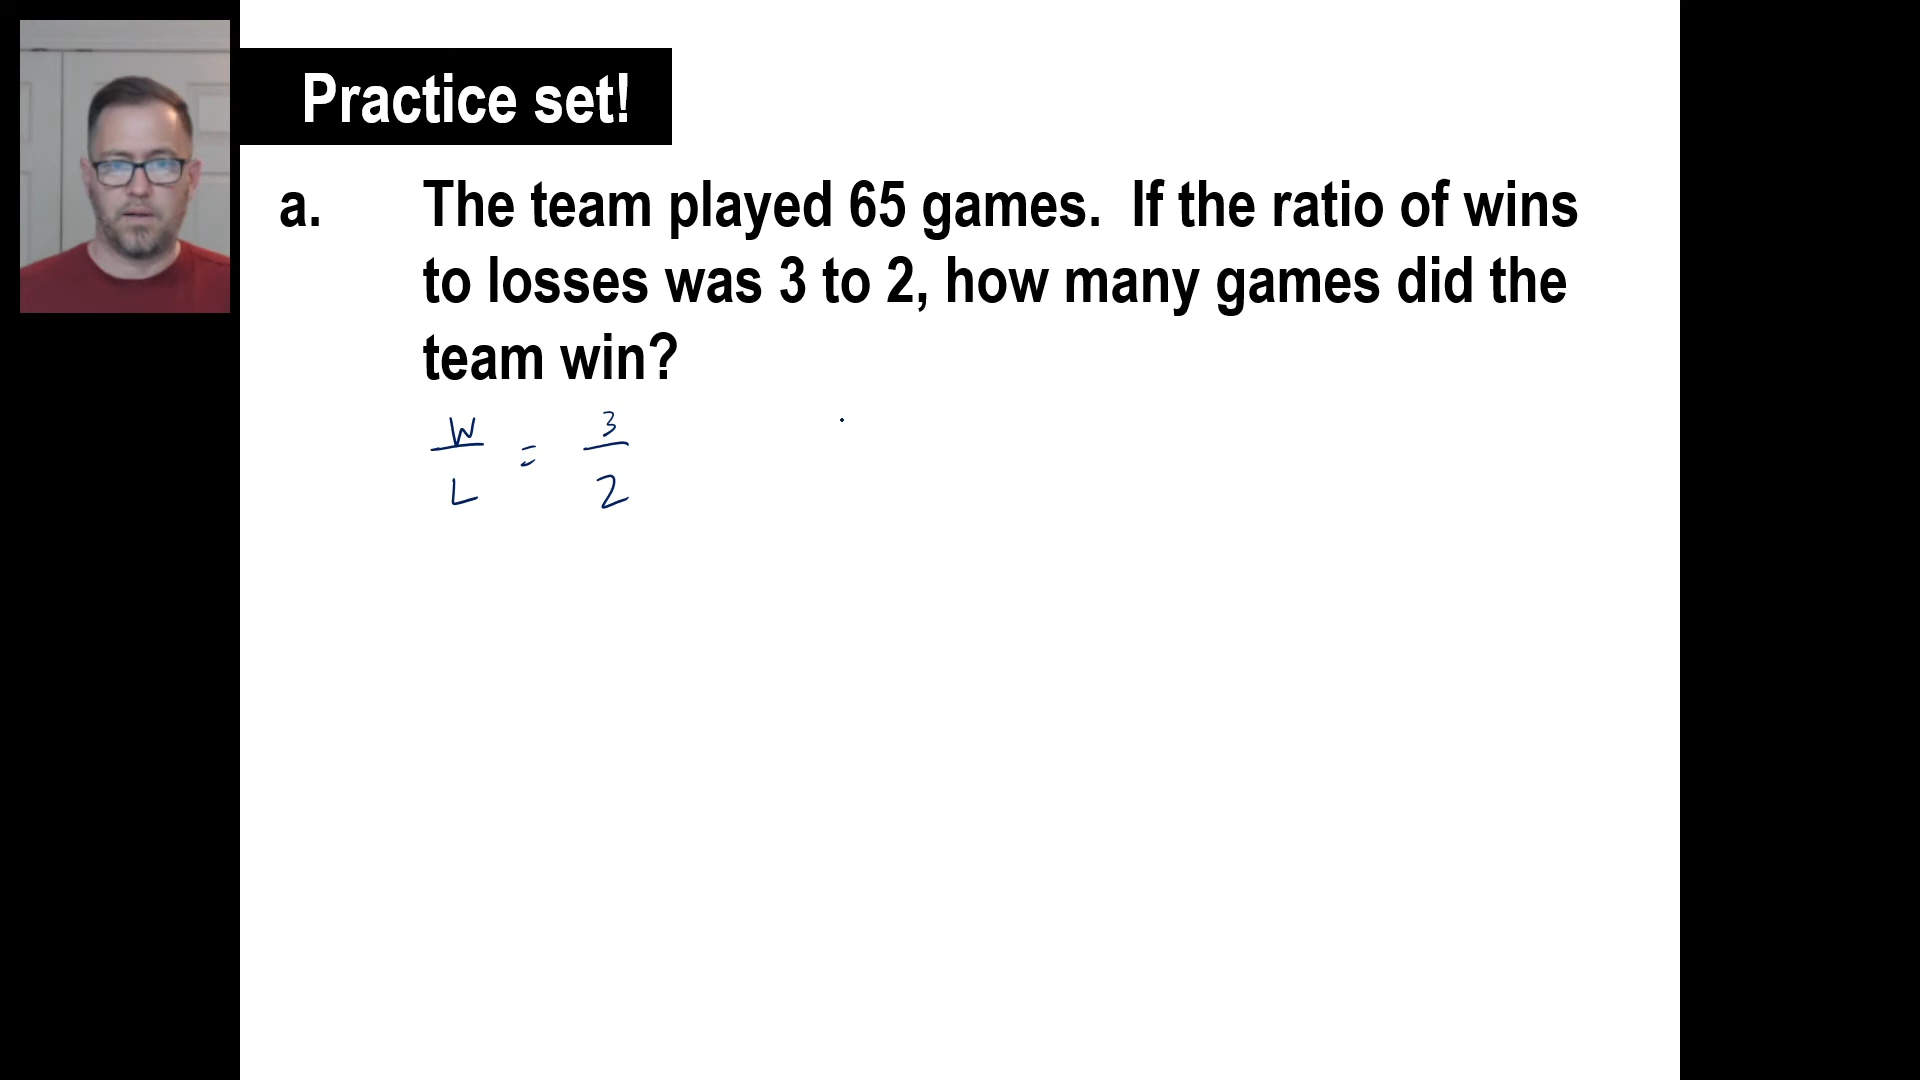 Practice set!
a. The team played 65 games. If the ratio of wins
to losses was 3 to 2, how many games did the
team win?
W/L = 3/2